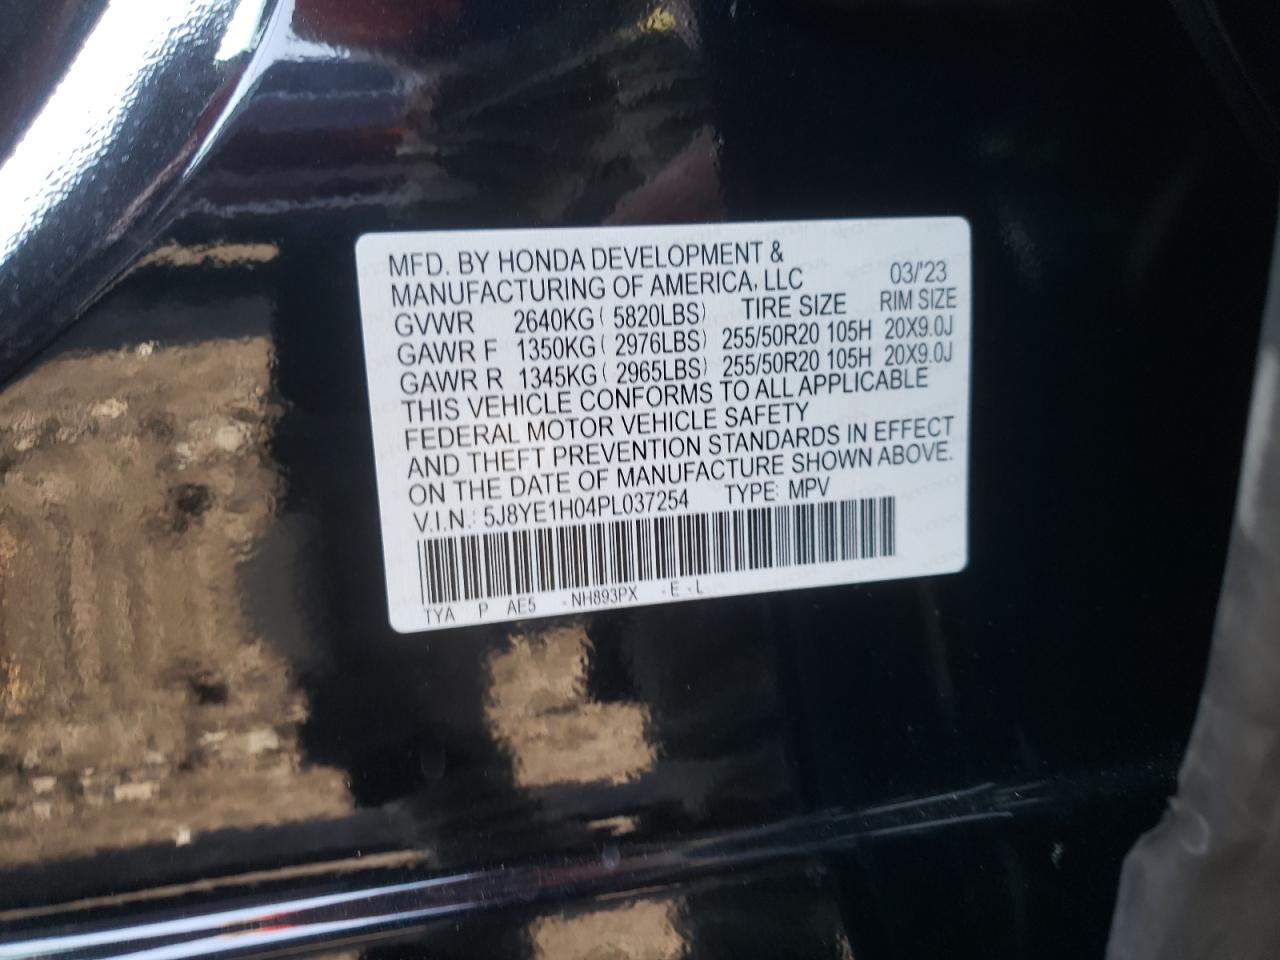 MFD. BY HONDA DEVELOPMENT &
MANUFACTURING OF AMERICA, LLC 03/'23
GVWR 2640KG ( 5820LBS) TIRE SIZE RIM SIZE
GAWR F 1350KG ( 2976LBS) 255/50R20 105H 20X9.0J
GAWR R 1345KG ( 2965LBS) 255/50R20 105H 20X9.0J
THIS VEHICLE CONFORMS TO ALL APPLICABLE
FEDERAL MOTOR VEHICLE SAFETY
AND THEFT PREVENTION STANDARDS IN EFFECT
ON THE DATE OF MANUFACTURE SHOWN ABOVE.
V.I.N.: 5J8YE1H04PL037254 TYPE: MPV
TYA P AE5 -NH893PX -E -L